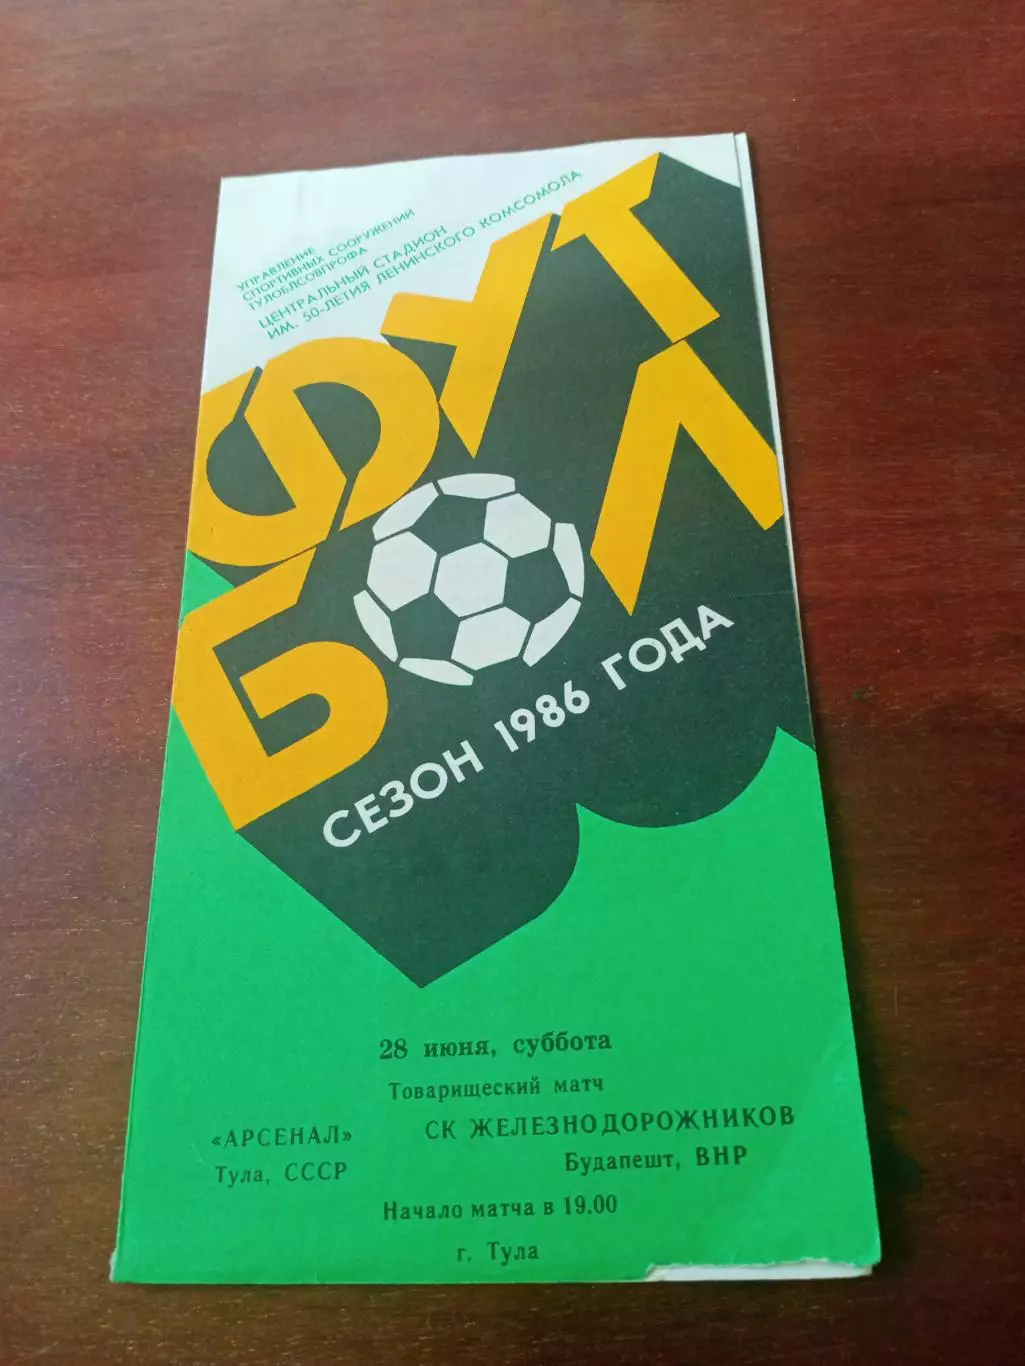 УПРАВЛЕНИЕ
СПОРТИВНЫХ СООРУЖЕНИЙ
ТУЛОБЛСОВПРОФА
ЦЕНТРАЛЬНЫЙ СТАДИОН
ИМ. 50-ЛЕТИЯ ЛЕНИНСКОГО КОМСОМОЛА
ФУТ
БОЛ
СЕЗОН 1986 ГОДА
28 июня, суббота
Товарищеский матч
«АРСЕНАЛ» СК ЖЕЛЕЗНОДОРОЖНИКОВ
Тула, СССР Будапешт, ВНР
Начало матча в 19.00
г. Тула